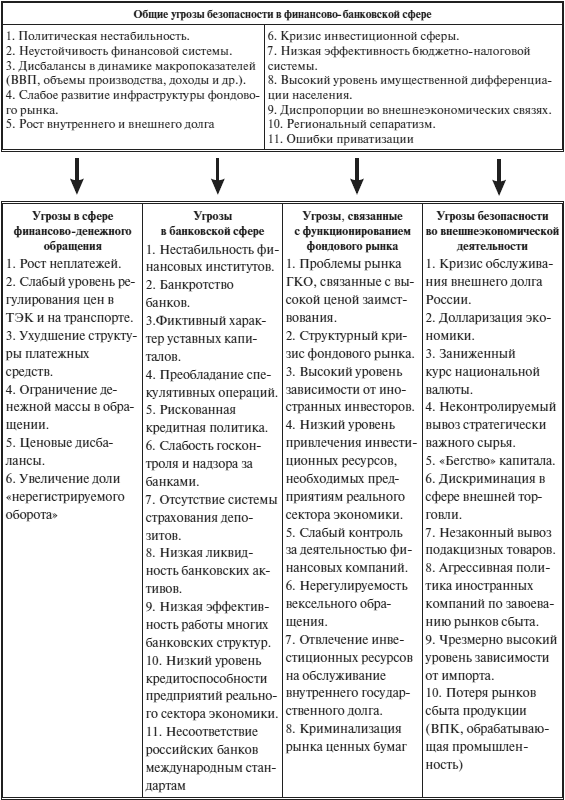 Общие угрозы безопасности в финансово-банковской сфере
1. Политическая нестабильность.
2. Неустойчивость финансовой системы.
3. Дисбалансы в динамике макропоказателей
(ВВП, объемы производства, доходы и др.).
4. Слабое развитие инфраструктуры фондово-
го рынка.
5. Рост внутреннего и внешнего долга
6. Кризис инвестиционной сферы.
7. Низкая эффективность бюджетно-налоговой
системы.
8. Высокий уровень имущественной дифференциа-
ции населения.
9. Диспропорции во внешнеэкономических связях.
10. Региональный сепаратизм.
11. Ошибки приватизации
Угрозы в сфере
финансово-денежного
обращения
1. Рост неплатежей.
2. Слабый уровень ре-
гулирования цен в
ТЭК и на транспорте.
3. Ухудшение структу-
ры платежных
средств.
4. Ограничение де-
нежной массы в обра-
щении.
5. Ценовые дисба-
лансы.
6. Увеличение доли
«нерегистрируемого
оборота»
Угрозы
в банковской сфере
1. Нестабильность фи-
нансовых институтов.
2. Банкротство
банков.
3.Фиктивный харак-
тер уставных капи-
талов.
4. Преобладание спе-
кулятивных операций.
5. Рискованная
кредитная политика.
6. Слабость госкон-
троля и надзора за
банками.
7. Отсутствие системы
страхования депо-
зитов.
8. Низкая ликвид-
ность банковских ак-
тивов.
9. Низкая эффектив-
ность работы многих
банковских структур.
10. Низкий уровень
кредитоспособности
предприятий реально-
го сектора экономики.
11. Несоответствие
российских банков
международным стан-
дартам
Угрозы, связанные
с функционированием
фондового рынка
1. Проблемы рынка
ГКО, связанные с вы-
сокой ценой заимст-
вования.
2. Структурный кри-
зис фондового рынка.
3. Высокий уровень
зависимости от ино-
странных инвесторов.
4. Низкий уровень
привлечения инвести-
ционных ресурсов,
необходимых пред-
приятиям реального
сектора экономики.
5. Слабый контроль
за деятельностью фи-
нансовых компаний.
6. Нерегулируемость
вексельного обра-
щения.
7. Отвлечение инве-
стиционных ресурсов
на обслуживание
внутреннего государ-
ственного долга.
8. Криминализация
рынка ценных бумаг
Угрозы безопасности
во внешнеэкономической
деятельности
1. Кризис обслужива-
ния внешнего долга
России.
2. Долларизация эко-
номики.
3. Заниженный
курс национальной
валюты.
4. Неконтролируемый
вывоз стратегически
важного сырья.
5. «Бегство» капитала.
6. Дискриминация в
сфере внешней тор-
говли.
7. Незаконный вывоз
подакцизных товаров.
8. Агрессивная поли-
тика иностранных
компаний по завоева-
нию рынков сбыта.
9. Чрезмерно высокий
уровень зависимости
от импорта.
10. Потеря рынков
сбыта продукции
(ВПК, обрабатываю-
щая промышлен-
ность)